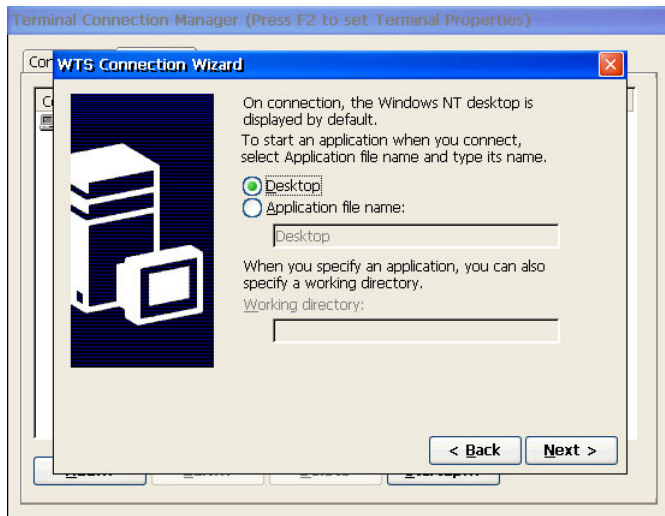 Terminal Connection Manager (Press F2 to set Terminal Properties)
WTS Connection Wizard
On connection, the Windows NT desktop is
displayed by default.
To start an application when you connect,
select Application file name and type its name.
Desktop
Application file name:
Desktop
When you specify an application, you can also
specify a working directory.
Working directory:
< Back
Next >